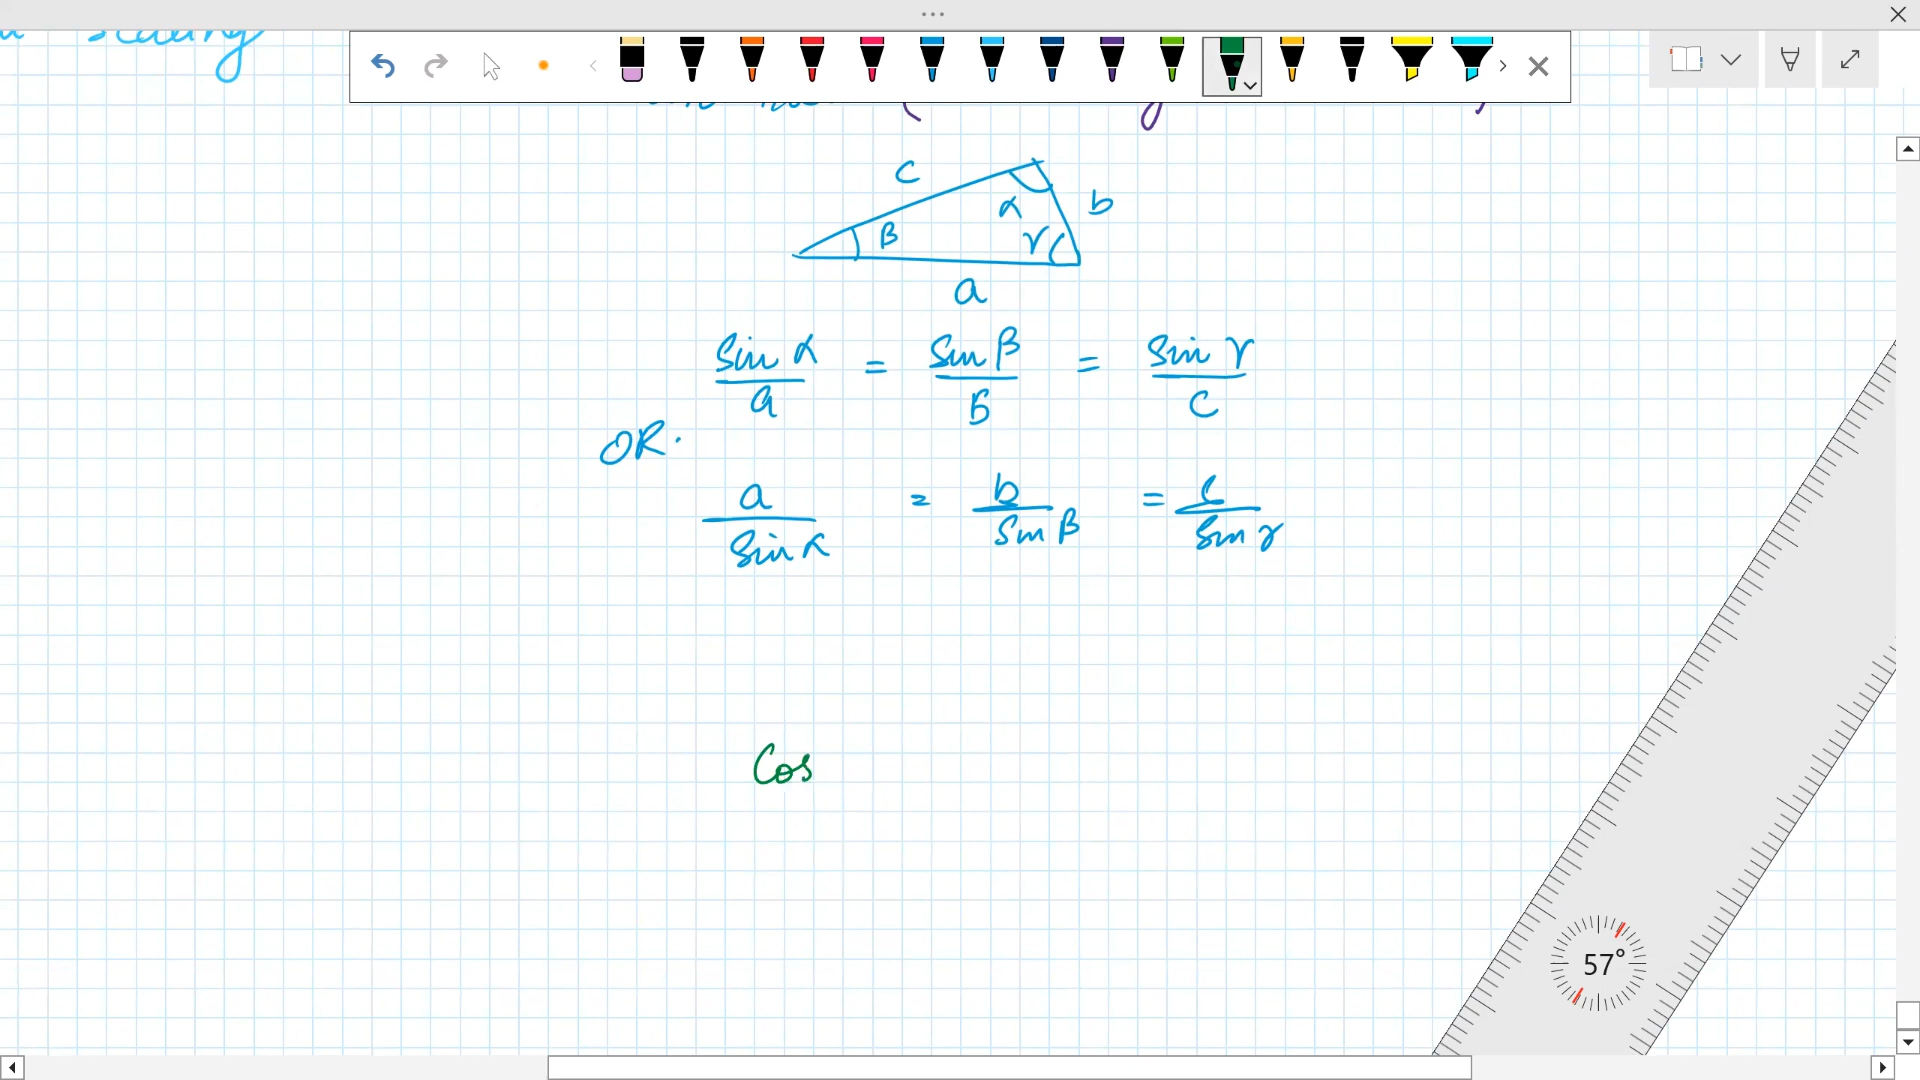 c
α
b
β
γ
a
sin α / a = sin β / b = sin γ / c
OR.
a / sin α = b / sin β = c / sin γ
Cos
57°